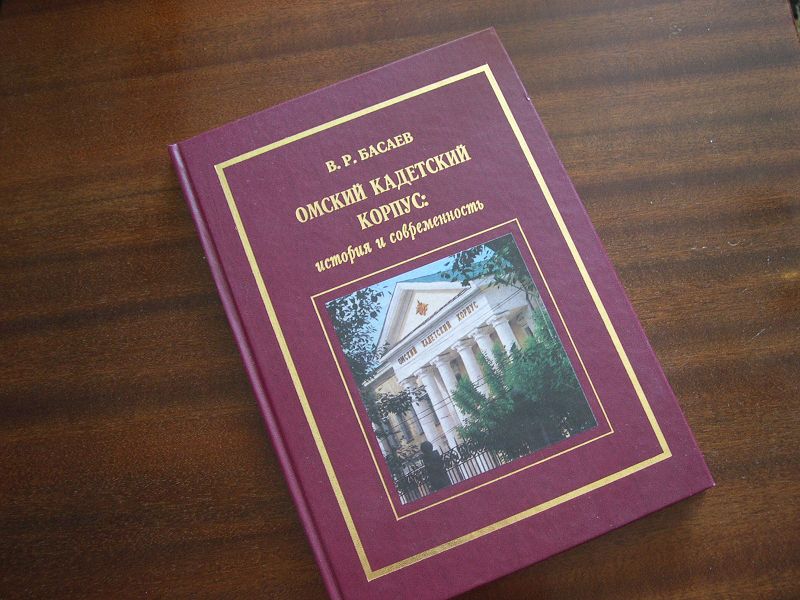 В. Р. БАСАЕВ
ОМСКИЙ КАДЕТСКИЙ
КОРПУС:
история и современность
ОМСКИЙ КАДЕТСКИЙ КОРПУС